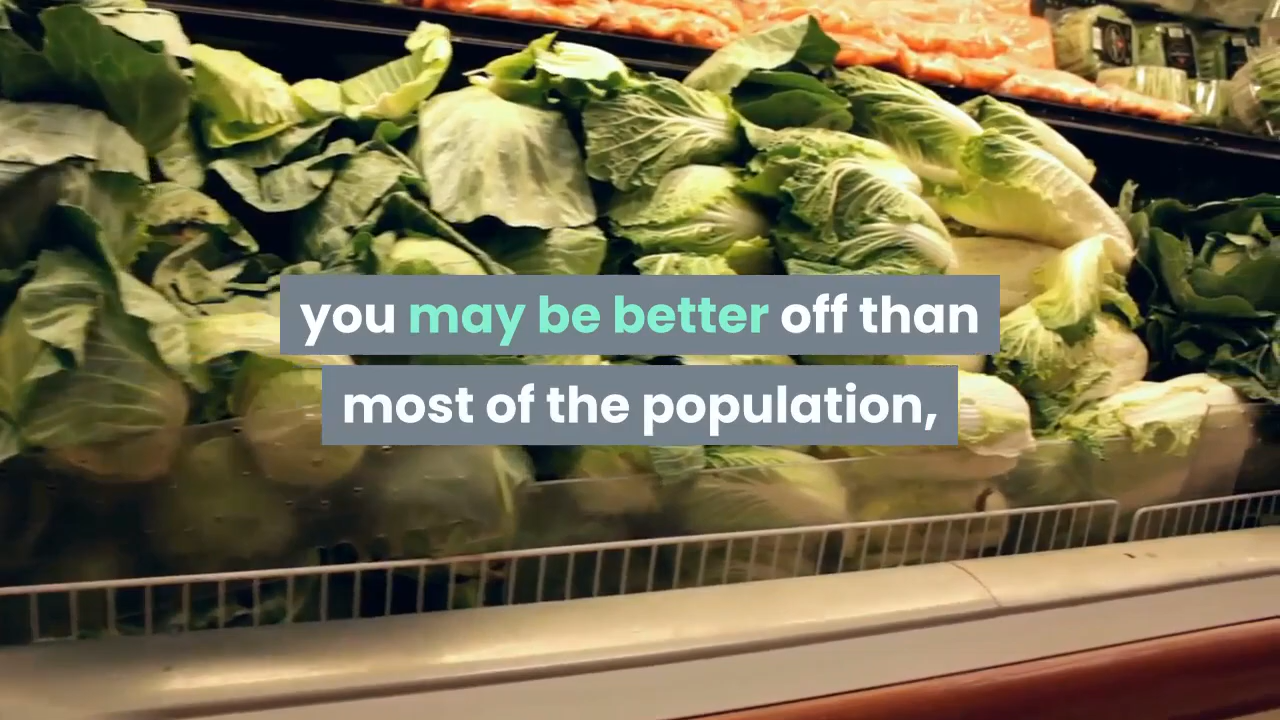 you may be better off than
most of the population,